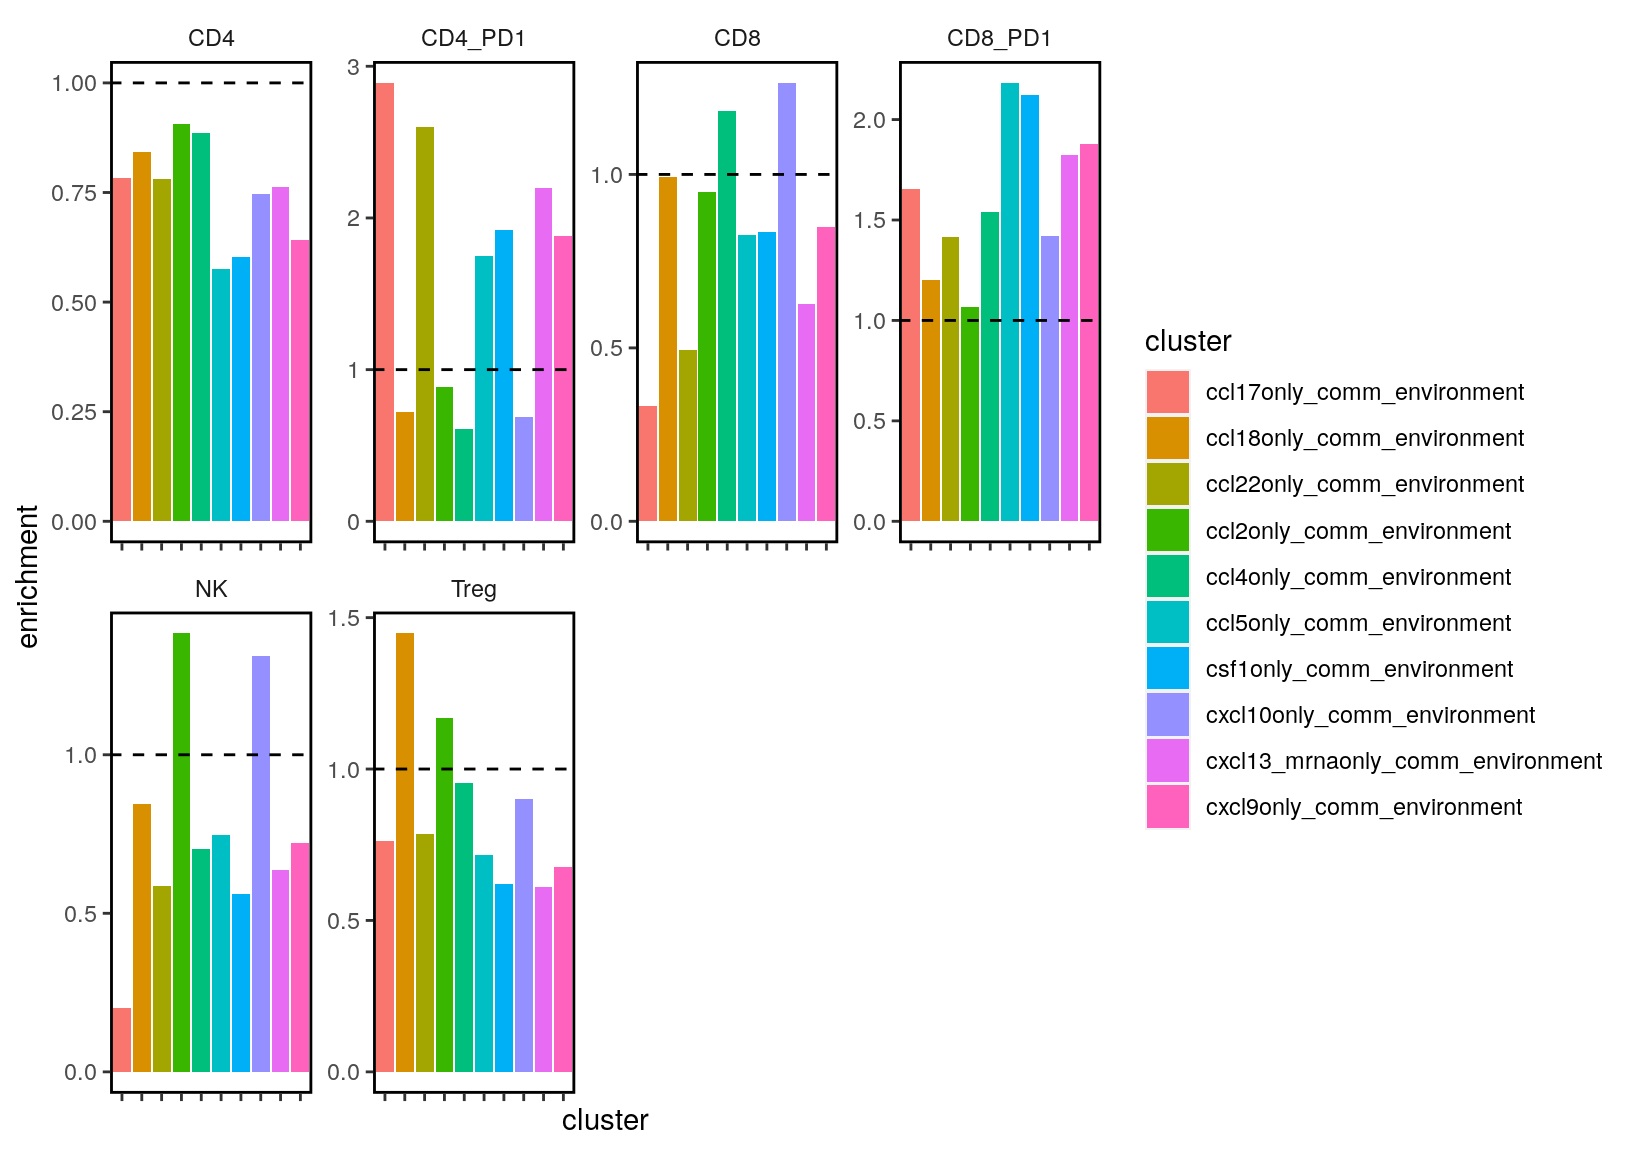 CD4
CD4_PD1
CD8
CD8_PD1
1.00
0.75
0.50
0.25
0.00
3
2
1
0
1.0
0.5
0.0
2.0
1.5
1.0
0.5
0.0
NK
Treg
1.0
0.5
0.0
1.5
1.0
0.5
0.0
enrichment
cluster
cluster
ccl17only_comm_environment
ccl18only_comm_environment
ccl22only_comm_environment
ccl2only_comm_environment
ccl4only_comm_environment
ccl5only_comm_environment
csf1only_comm_environment
cxcl10only_comm_environment
cxcl13_mrnaonly_comm_environment
cxcl9only_comm_environment